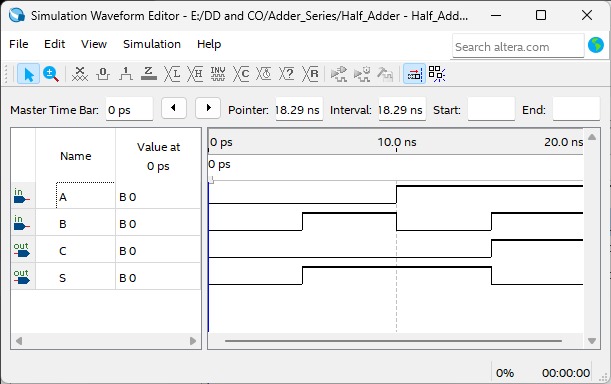 Simulation Waveform Editor - E:/DD and CO/Adder_Series/Half_Adder - Half_Add...
File Edit View Simulation Help
Search altera.com
Master Time Bar: 0 ps Pointer: 18.29 ns Interval: 18.29 ns Start: End:
Name Value at 0 ps
0 ps 10.0 ns 20.0 ns
0 ps
in A B 0
in B B 0
out C B 0
out S B 0
0% 00:00:00